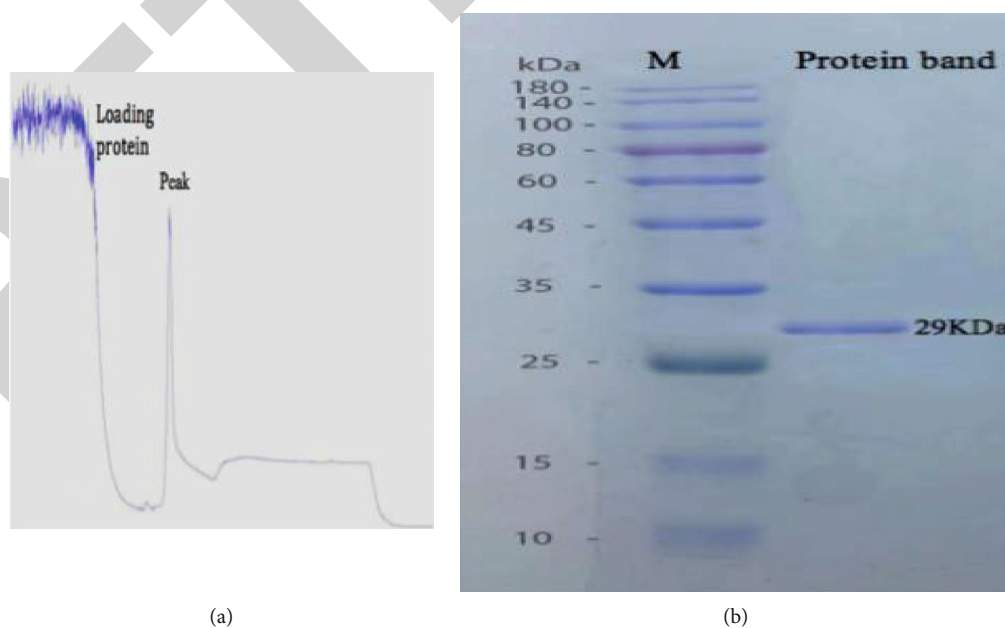 Loading
protein
Peak
kDa
M
Protein band
180 -
140 -
100 -
80 -
60 -
45 -
35 -
29KDa
25 -
15 -
10 -
(a)
(b)